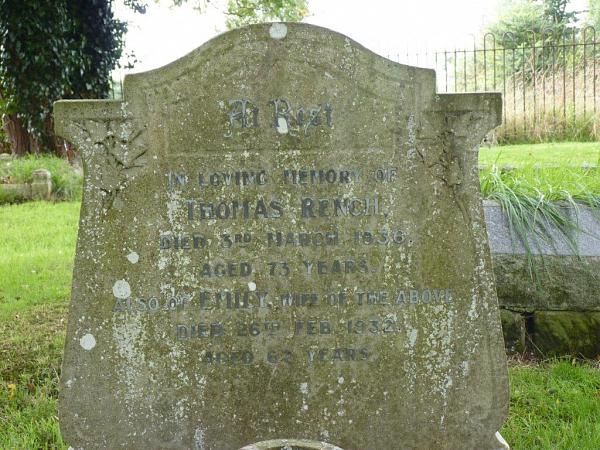 At Rest
IN LOVING MEMORY OF
THOMAS RENCH,
DIED 3RD MARCH 1936,
AGED 73 YEARS.
ALSO OF EMILY, WIFE OF THE ABOVE
DIED 26TH FEB. 1932.
AGED 62 YEARS.